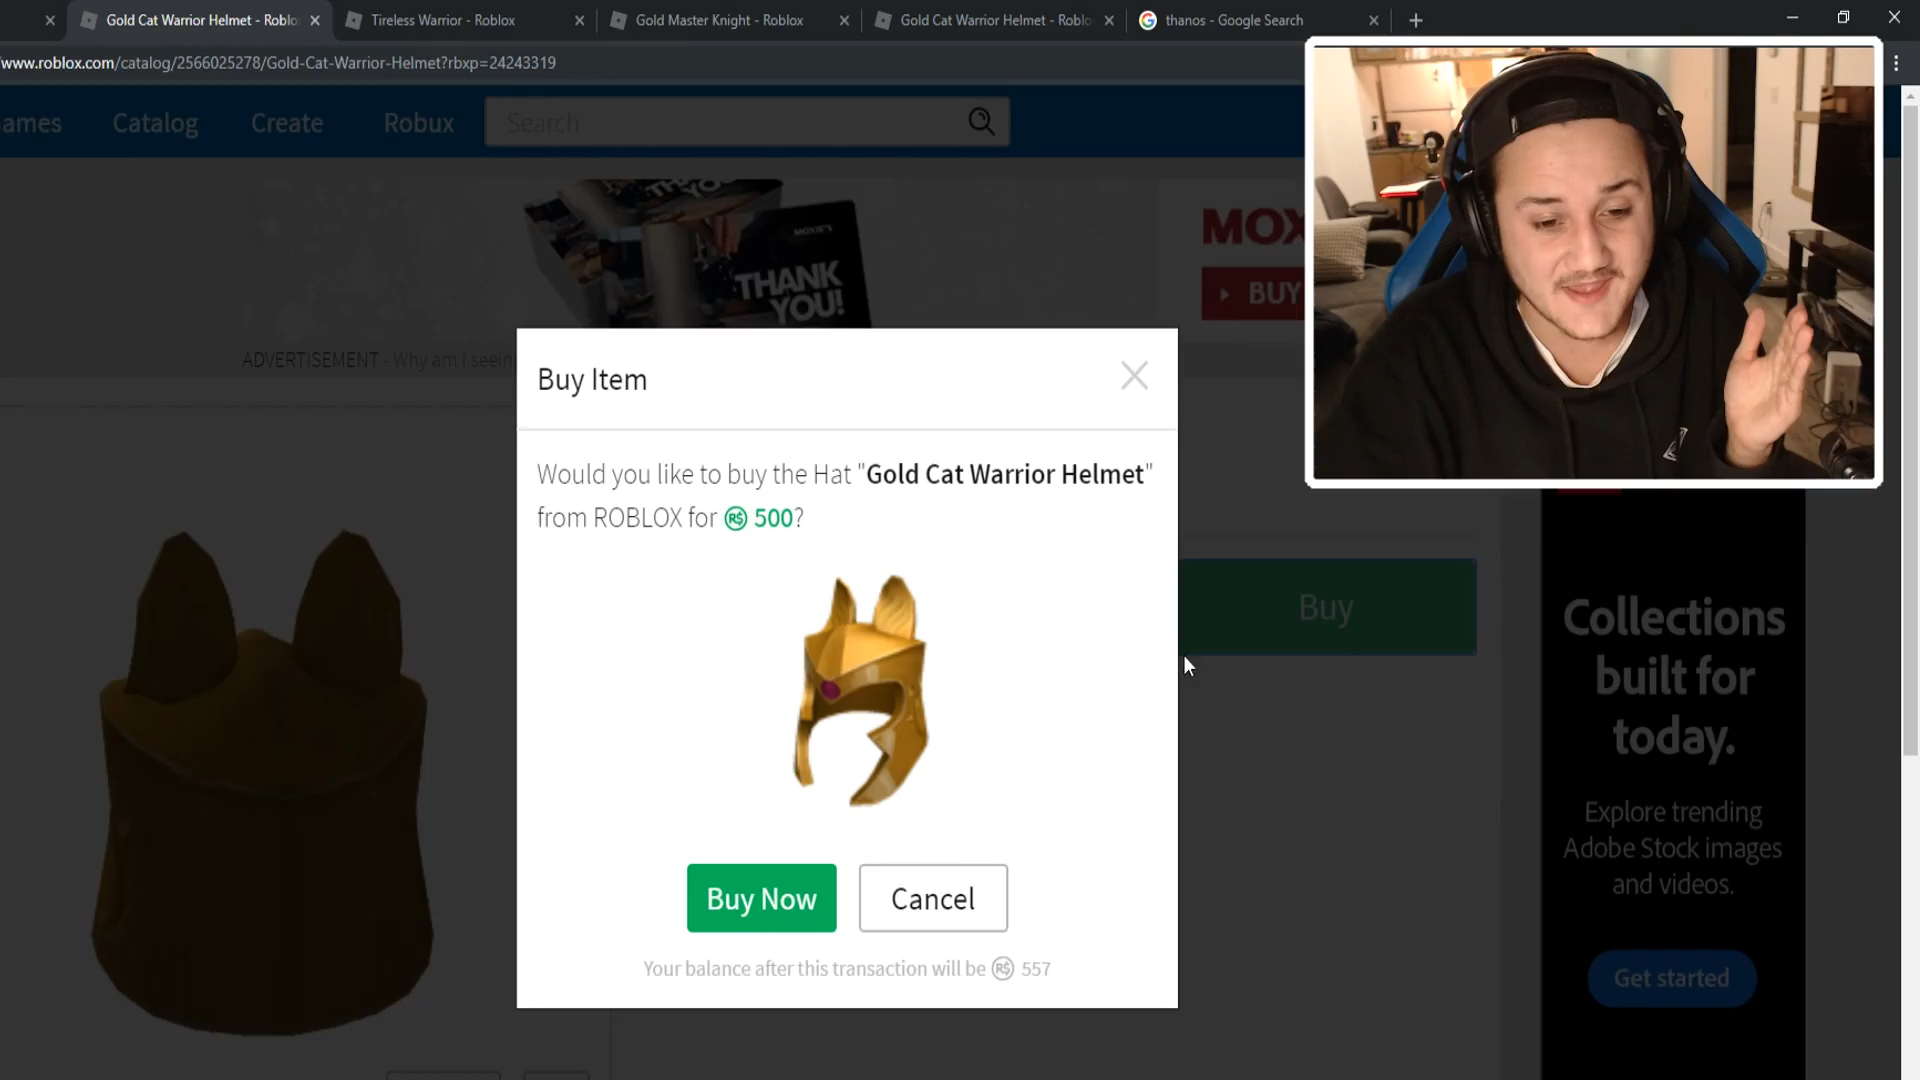 Gold Cat Warrior Helmet - Roblo
Tireless Warrior - Roblox
Gold Master Knight - Roblox
Gold Cat Warrior Helmet - Roblo
thanos - Google Search
www.roblox.com/catalog/2566025278/Gold-Cat-Warrior-Helmet?rbxp=24243319
ames
Catalog
Create
Robux
Search
MOXIE'S
THANK
YOU!
MOX
BUY
ADVERTISEMENT - Why am I seein
Buy Item
Would you like to buy the Hat "Gold Cat Warrior Helmet"
from ROBLOX for R$ 500?
Buy
Buy Now
Cancel
Your balance after this transaction will be R$ 557
Collections
built for
today.
Explore trending
Adobe Stock images
and videos.
Get started